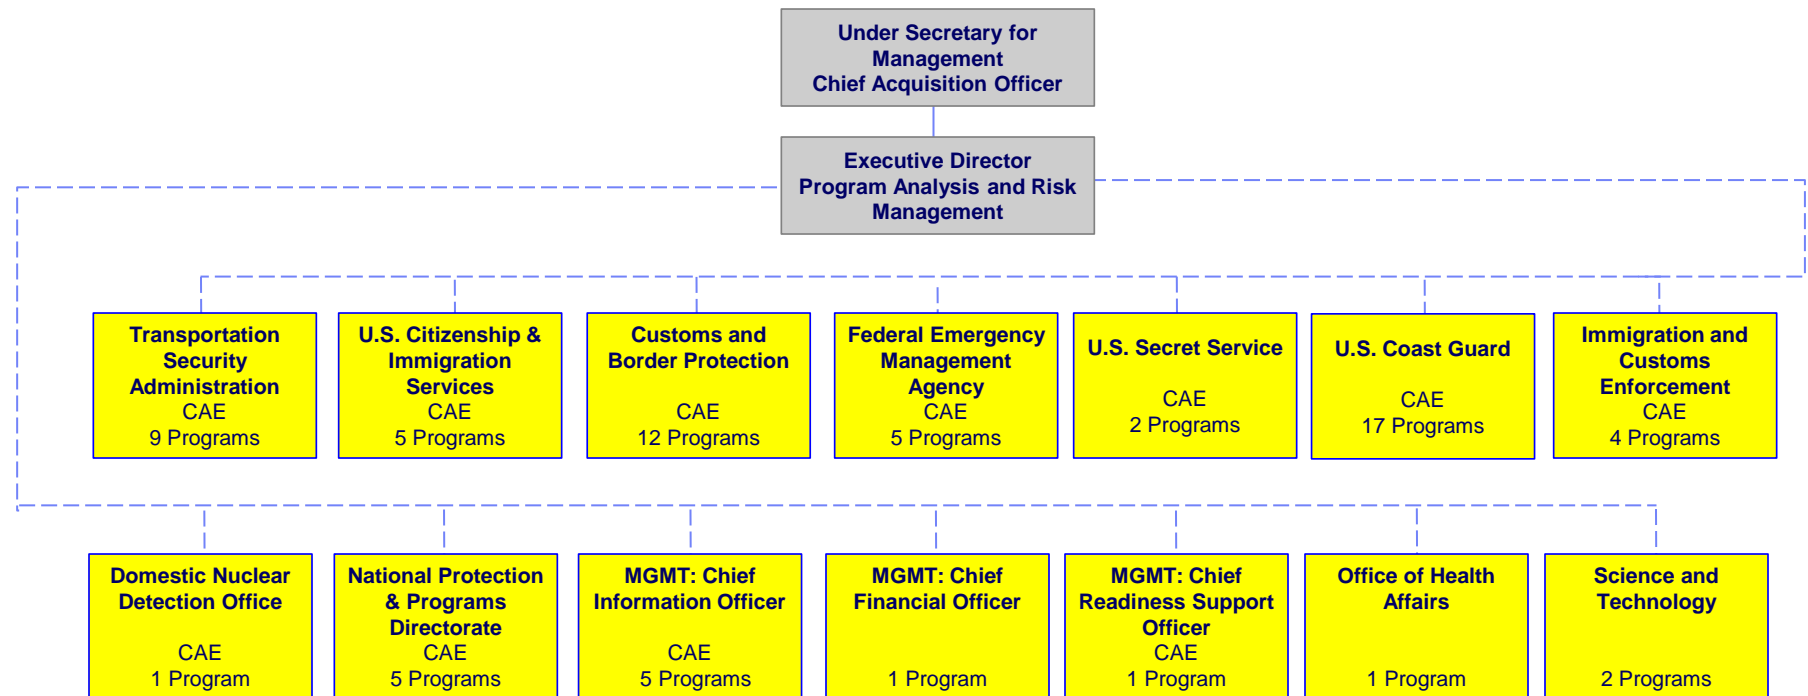 Under Secretary for
Management
Chief Acquisition Officer
Executive Director
Program Analysis and Risk
Management
Transportation
Security
Administration
CAE
9 Programs
U.S. Citizenship &
Immigration
Services
CAE
5 Programs
Customs and
Border Protection
CAE
12 Programs
Federal Emergency
Management
Agency
CAE
5 Programs
U.S. Secret Service
CAE
2 Programs
U.S. Coast Guard
CAE
17 Programs
Immigration and
Customs
Enforcement
CAE
4 Programs
Domestic Nuclear
Detection Office
CAE
1 Program
National Protection
& Programs
Directorate
CAE
5 Programs
MGMT: Chief
Information Officer
CAE
5 Programs
MGMT: Chief
Financial Officer
1 Program
MGMT: Chief
Readiness Support
Officer
CAE
1 Program
Office of Health
Affairs
1 Program
Science and
Technology
2 Programs